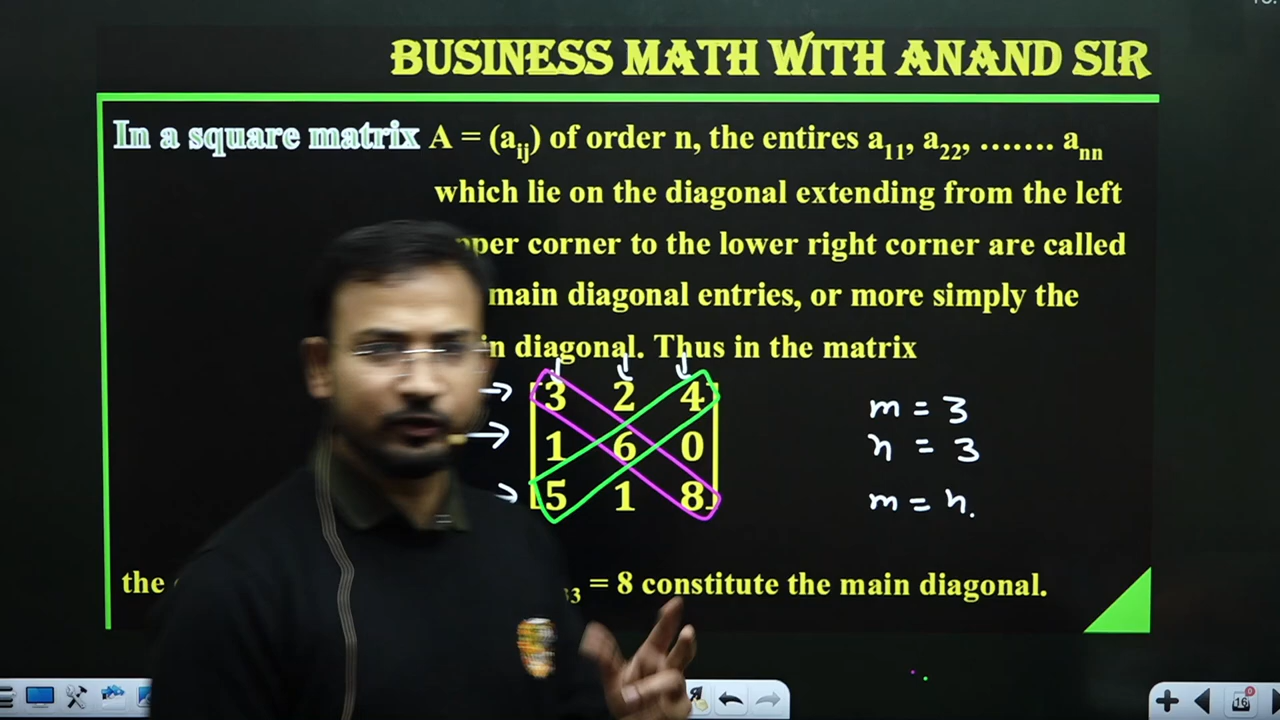 BUSINESS MATH WITH ANAND SIR
In a square matrix A = (aij) of order n, the entires a11, a22, ……. ann
which lie on the diagonal extending from the left
corner to the lower right corner are called
main diagonal entries, or more simply the
diagonal. Thus in the matrix
3 2 4
1 6 0
5 1 8
m = 3
n = 3
m = n.
the = 8 constitute the main diagonal.
16